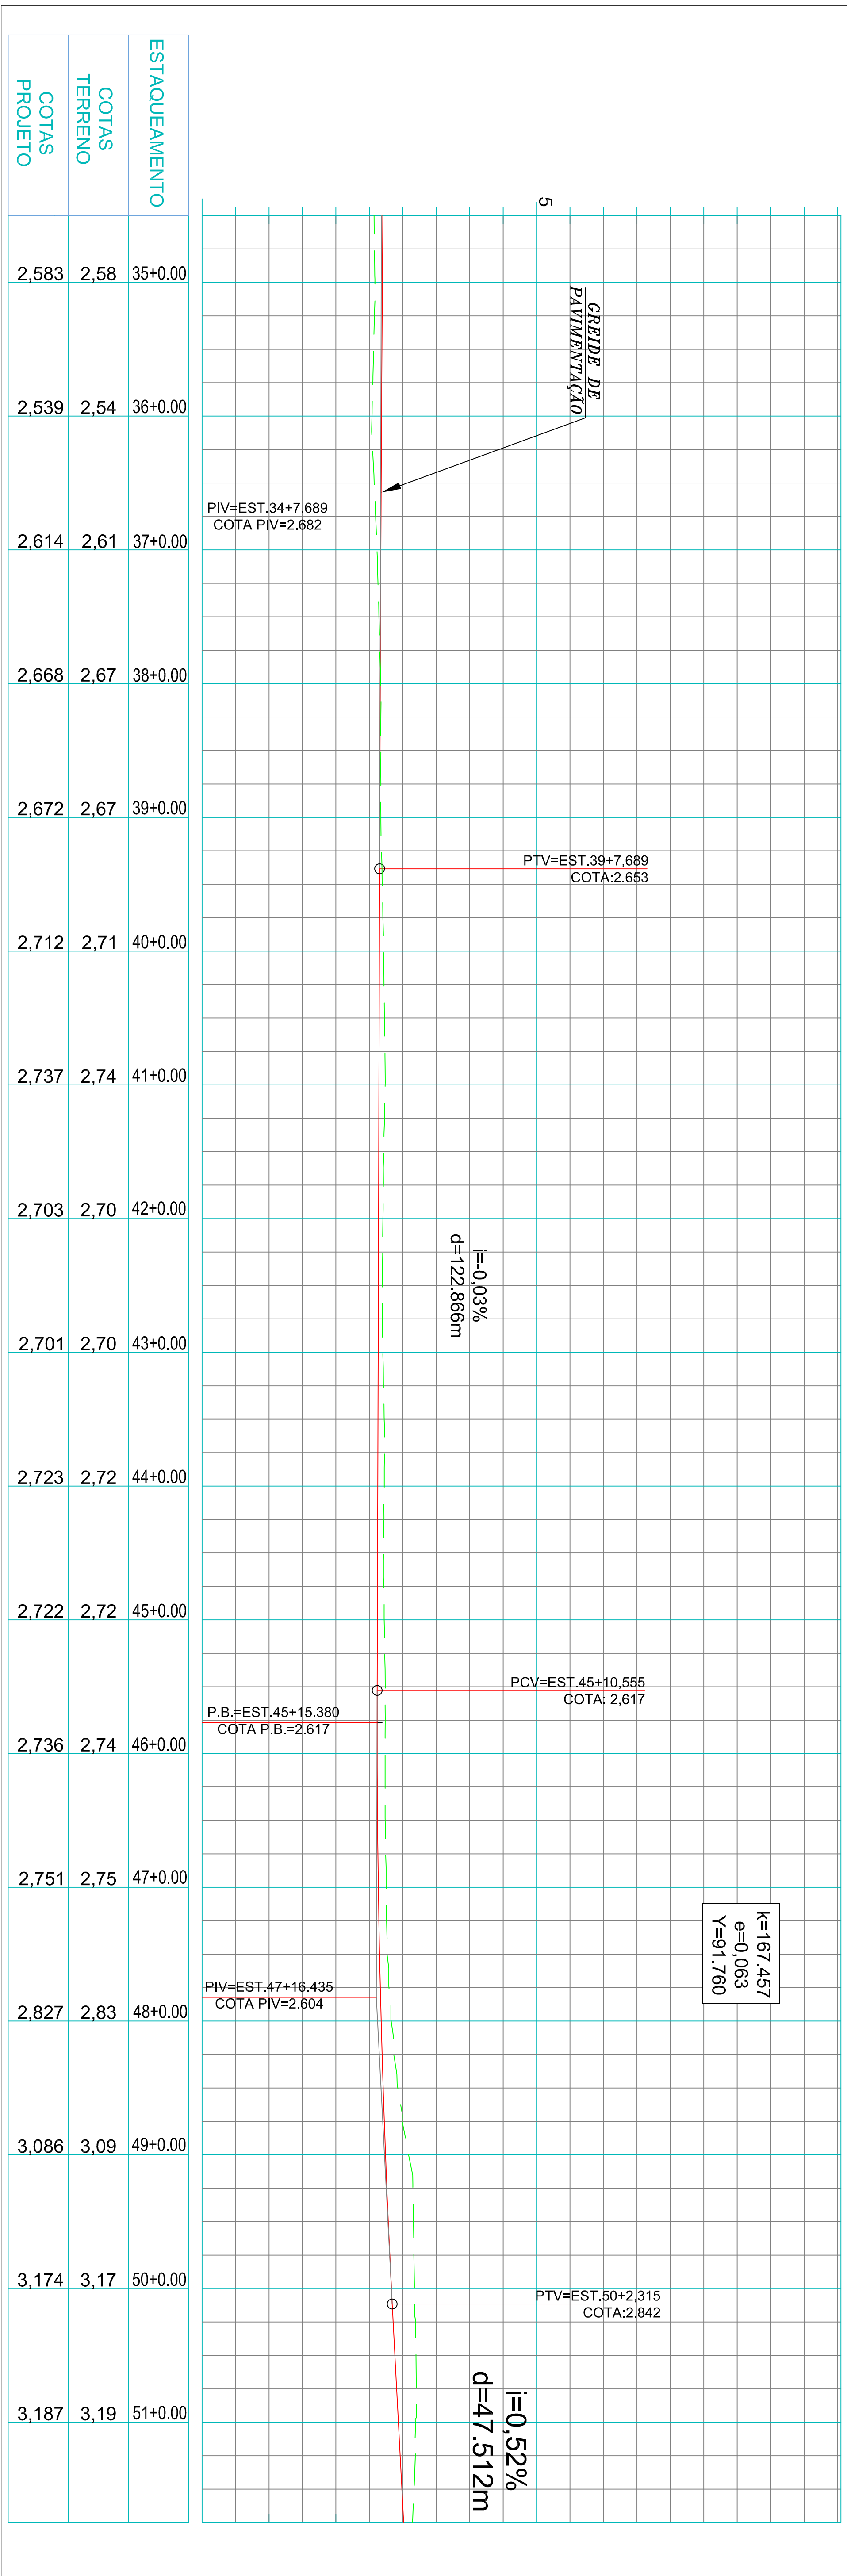 5
GREIDE DE
PAVIMENTAÇÃO
PIV=EST.34+7.689
COTA PIV=2.682
PTV=EST.39+7,689
COTA:2.653
i=-0,03%
d=122.866m
PCV=EST.45+10,555
COTA: 2,617
P.B.=EST.45+15.380
COTA P.B.=2.617
k=167.457
e=0,063
Y=91.760
PIV=EST.47+16.435
COTA PIV=2.604
PTV=EST.50+2,315
COTA:2.842
i=0,52%
d=47.512m
ESTAQUEAMENTO 35+0.00 36+0.00 37+0.00 38+0.00 39+0.00 40+0.00 41+0.00 42+0.00 43+0.00 44+0.00 45+0.00 46+0.00 47+0.00 48+0.00 49+0.00 50+0.00 51+0.00
COTAS
TERRENO
2,58 2,54 2,61 2,67 2,67 2,71 2,74 2,70 2,70 2,72 2,72 2,74 2,75 2,83 3,09 3,17 3,19
COTAS
PROJETO
2,583 2,539 2,614 2,668 2,672 2,712 2,737 2,703 2,701 2,723 2,722 2,736 2,751 2,827 3,086 3,174 3,187